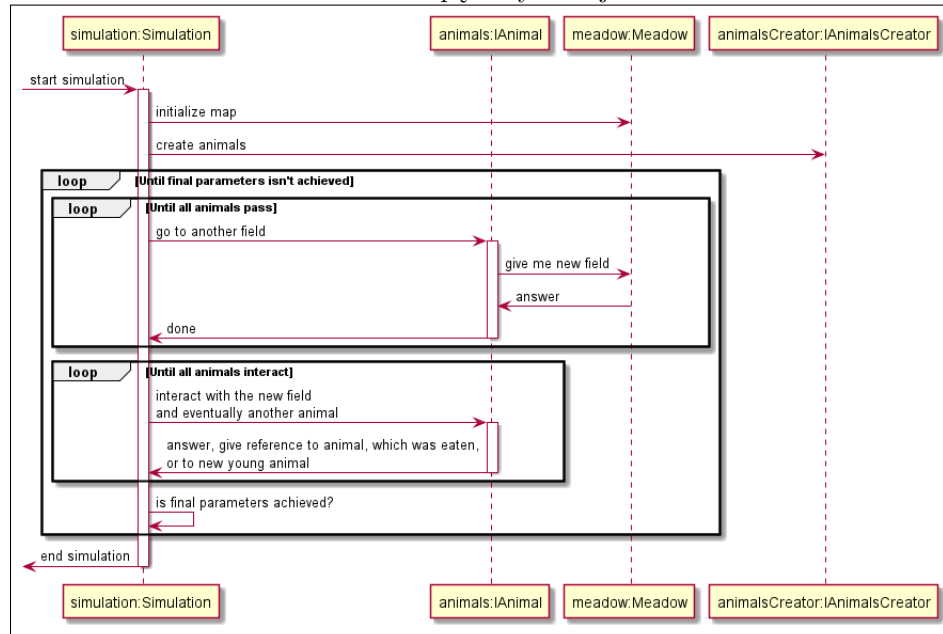 simulation:Simulation
animals:IAnimal
meadow:Meadow
animalsCreator:IAnimalsCreator
start simulation
initialize map
create animals
loop
[Until final parameters isn't achieved]
loop
[Until all animals pass]
go to another field
give me new field
answer
done
loop
[Until all animals interact]
interact with the new field
and eventually another animal
answer, give reference to animal, which was eaten,
or to new young animal
is final parameters achieved?
end simulation
simulation:Simulation
animals:IAnimal
meadow:Meadow
animalsCreator:IAnimalsCreator